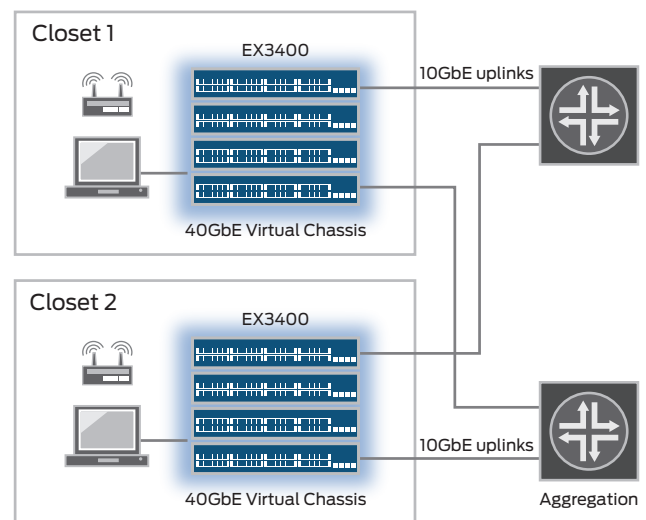 Closet 1
EX3400
10GbE uplinks
40GbE Virtual Chassis
Closet 2
EX3400
10GbE uplinks
40GbE Virtual Chassis
Aggregation